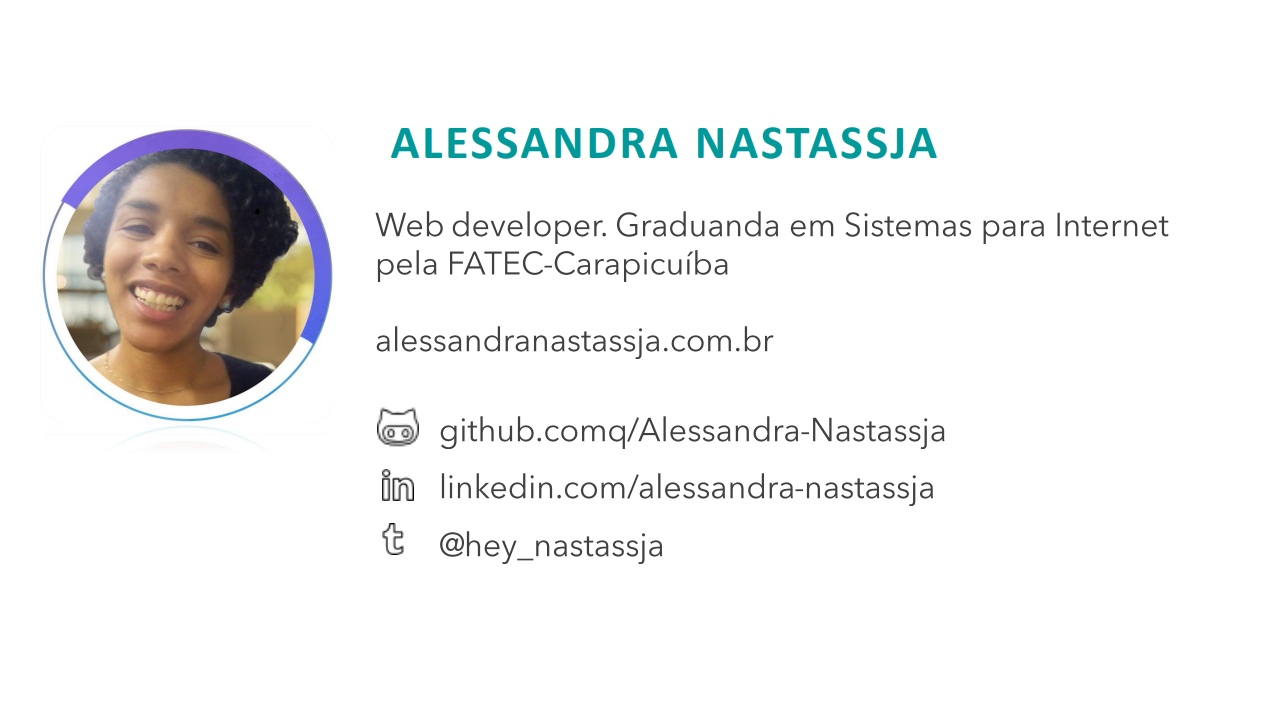 ALESSANDRA NASTASSJA
Web developer. Graduanda em Sistemas para Internet
pela FATEC-Carapicuíba
alessandranastassja.com.br
github.comq/Alessandra-Nastassja
in linkedin.com/alessandra-nastassja
t @hey_nastassja